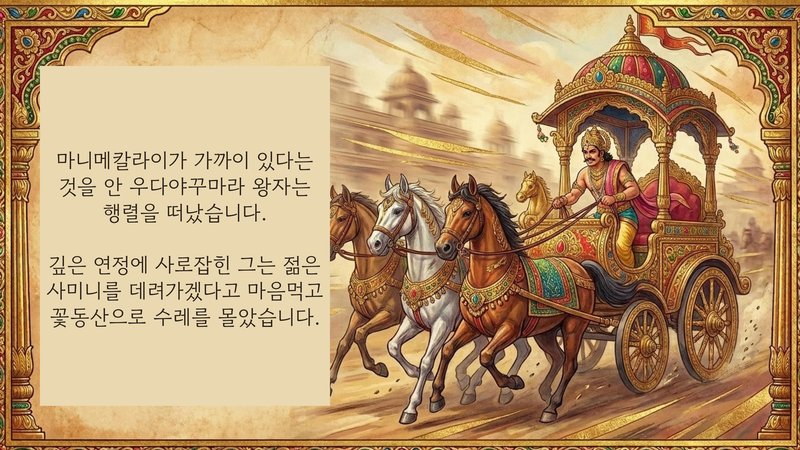 마니메칼라이가 가까이 있다는
것을 안 우다야꾸마라 왕자는
행렬을 떠났습니다.
깊은 연정에 사로잡힌 그는 젊은
사미니를 데려가겠다고 마음먹고
꽃동산으로 수레를 몰았습니다.